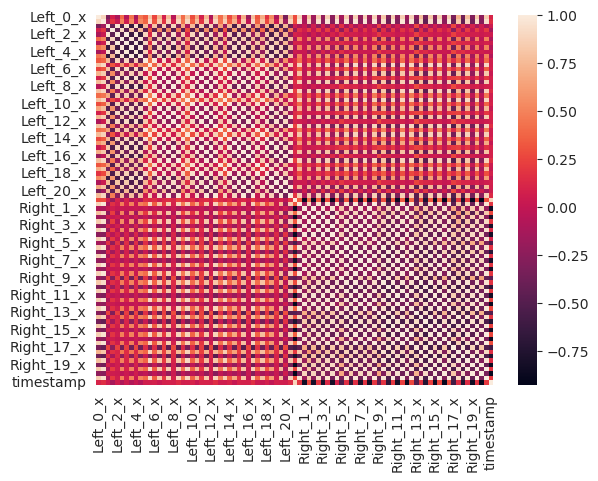 Left_0_x
Left_2_x
Left_4_x
Left_6_x
Left_8_x
Left_10_x
Left_12_x
Left_14_x
Left_16_x
Left_18_x
Left_20_x
Right_1_x
Right_3_x
Right_5_x
Right_7_x
Right_9_x
Right_11_x
Right_13_x
Right_15_x
Right_17_x
Right_19_x
timestamp
Left_0_x
Left_2_x
Left_4_x
Left_6_x
Left_8_x
Left_10_x
Left_12_x
Left_14_x
Left_16_x
Left_18_x
Left_20_x
Right_1_x
Right_3_x
Right_5_x
Right_7_x
Right_9_x
Right_11_x
Right_13_x
Right_15_x
Right_17_x
Right_19_x
timestamp
1.00
0.75
0.50
0.25
0.00
−0.25
−0.50
−0.75